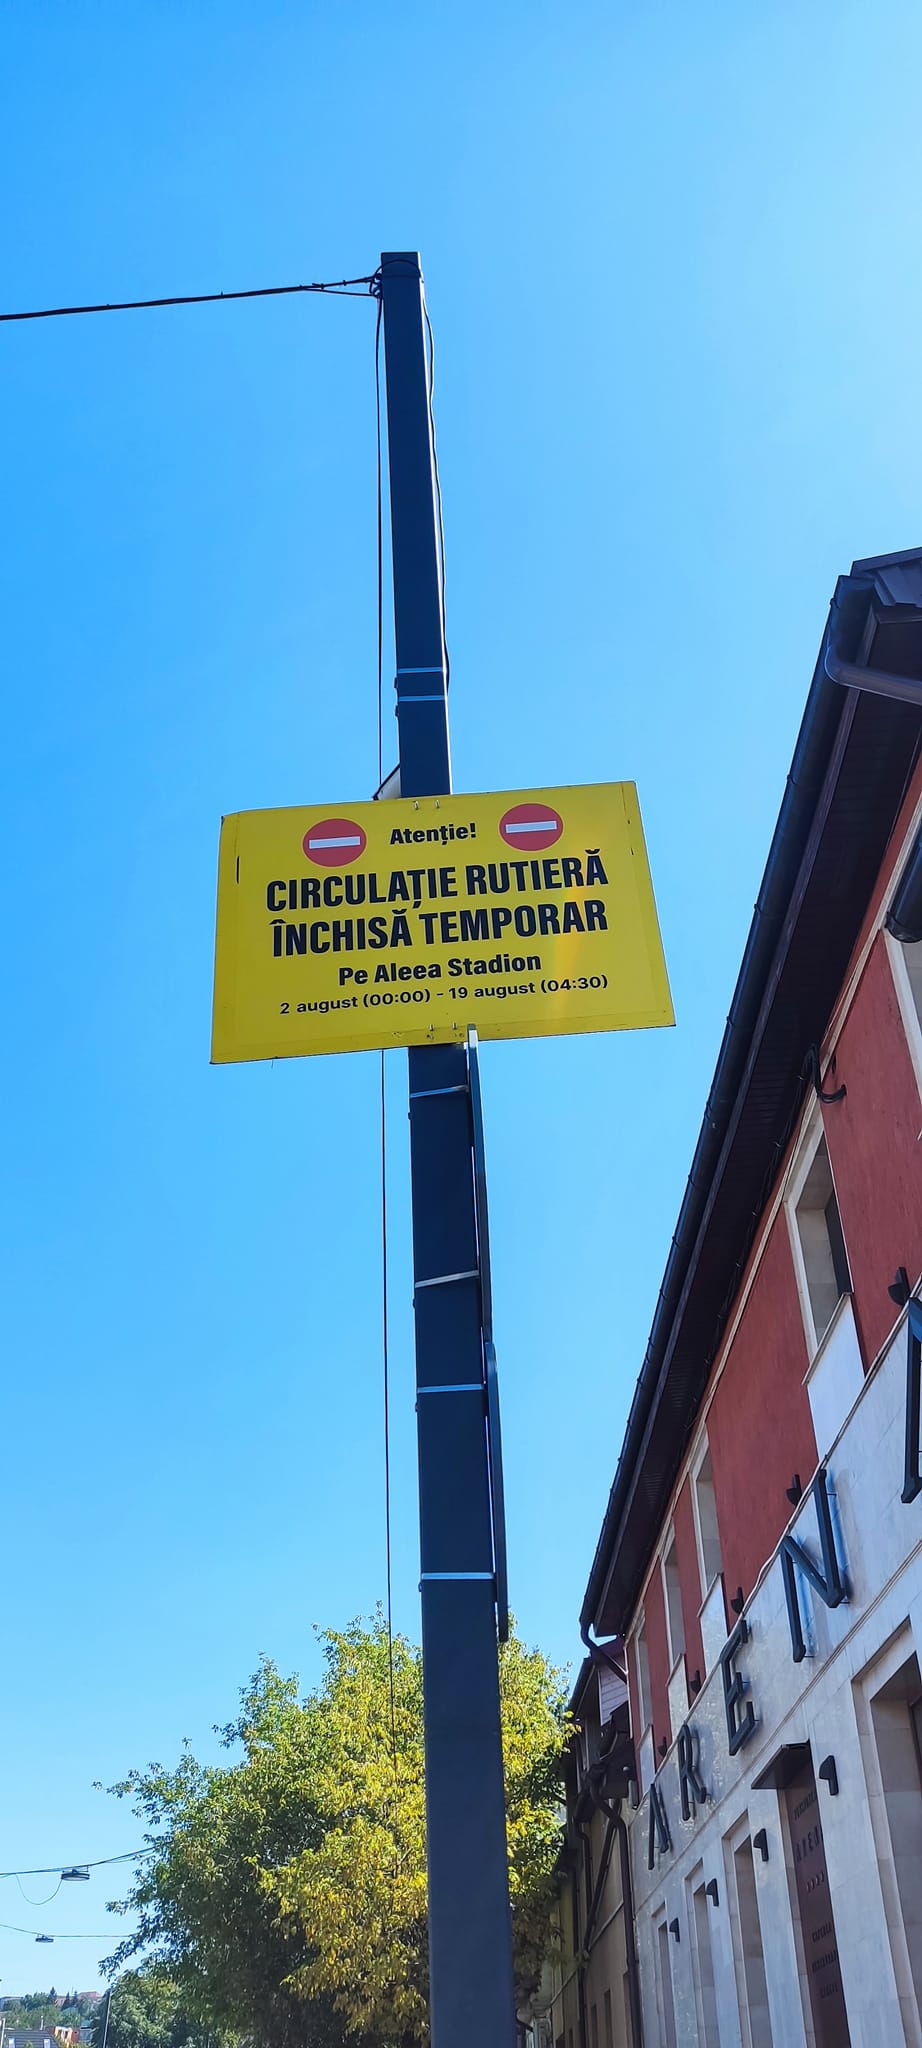 Atenție!
CIRCULAȚIE RUTIERĂ
ÎNCHISĂ TEMPORAR
Pe Aleea Stadion
2 august (00:00) - 19 august (04:30)
ARENA